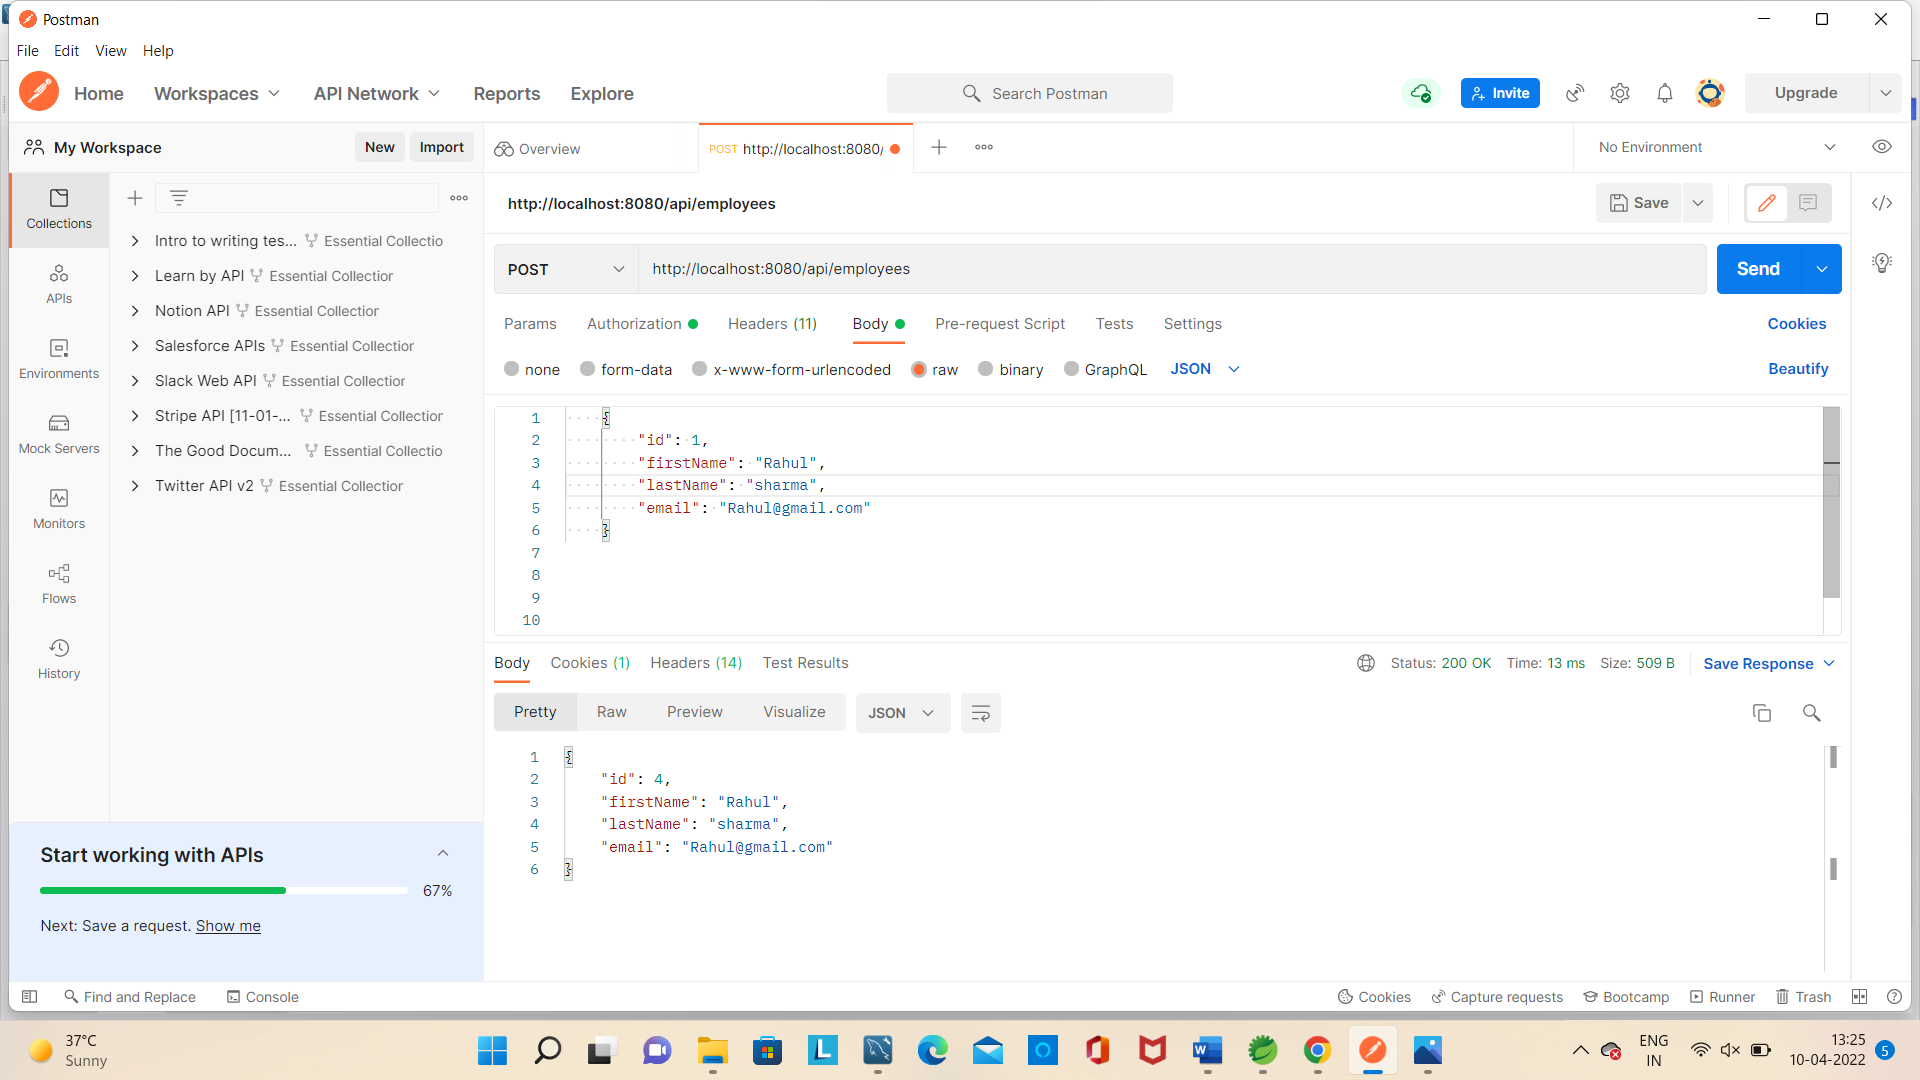 Postman
File Edit View Help
Home Workspaces API Network Reports Explore Search Postman Invite Upgrade
My Workspace New Import Overview POST http://localhost:8080/ No Environment
Collections
APIs
Environments
Mock Servers
Monitors
Flows
History
Intro to writing tes... Essential Collectio
Learn by API Essential Collection
Notion API Essential Collection
Salesforce APIs Essential Collection
Slack Web API Essential Collection
Stripe API [11-01-... Essential Collection
The Good Docum... Essential Collectio
Twitter API v2 Essential Collection
Start working with APIs
67%
Next: Save a request. Show me
http://localhost:8080/api/employees Save
POST http://localhost:8080/api/employees Send
Params Authorization Headers (11) Body Pre-request Script Tests Settings Cookies
none form-data x-www-form-urlencoded raw binary GraphQL JSON Beautify
1 {
2 "id": 1,
3 "firstName": "Rahul",
4 "lastName": "sharma",
5 "email": "Rahul@gmail.com"
6 }
7
8
9
10
Body Cookies (1) Headers (14) Test Results Status: 200 OK Time: 13 ms Size: 509 B Save Response
Pretty Raw Preview Visualize JSON
1 {
2 "id": 4,
3 "firstName": "Rahul",
4 "lastName": "sharma",
5 "email": "Rahul@gmail.com"
6 }
Find and Replace Console Cookies Capture requests Bootcamp Runner Trash
37°C
Sunny
L
W
ENG
IN
13:25
10-04-2022
5